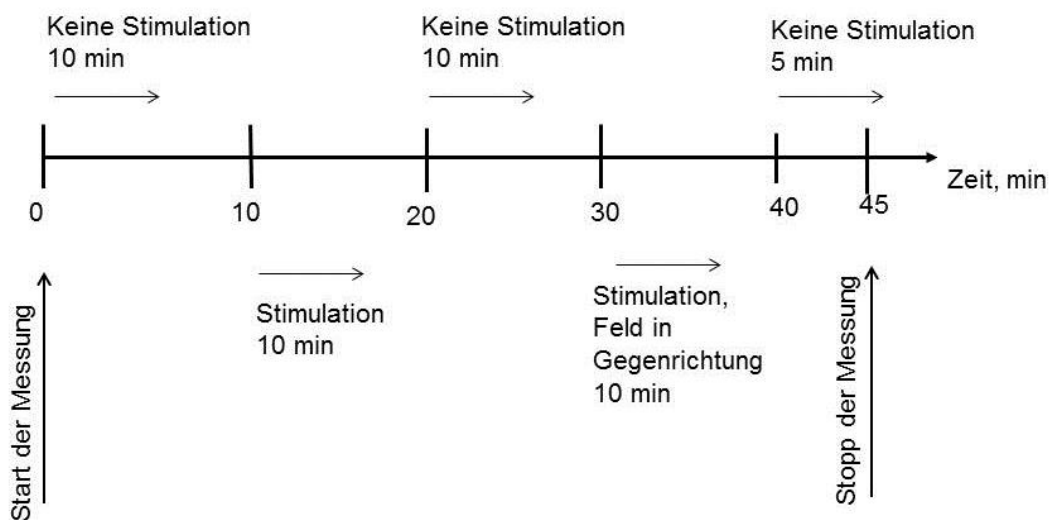 Keine Stimulation
10 min
Keine Stimulation
10 min
Keine Stimulation
5 min
Zeit, min
0
10
20
30
40
45
Stimulation
10 min
Stimulation,
Feld in
Gegenrichtung
10 min
Start der Messung
Stopp der Messung